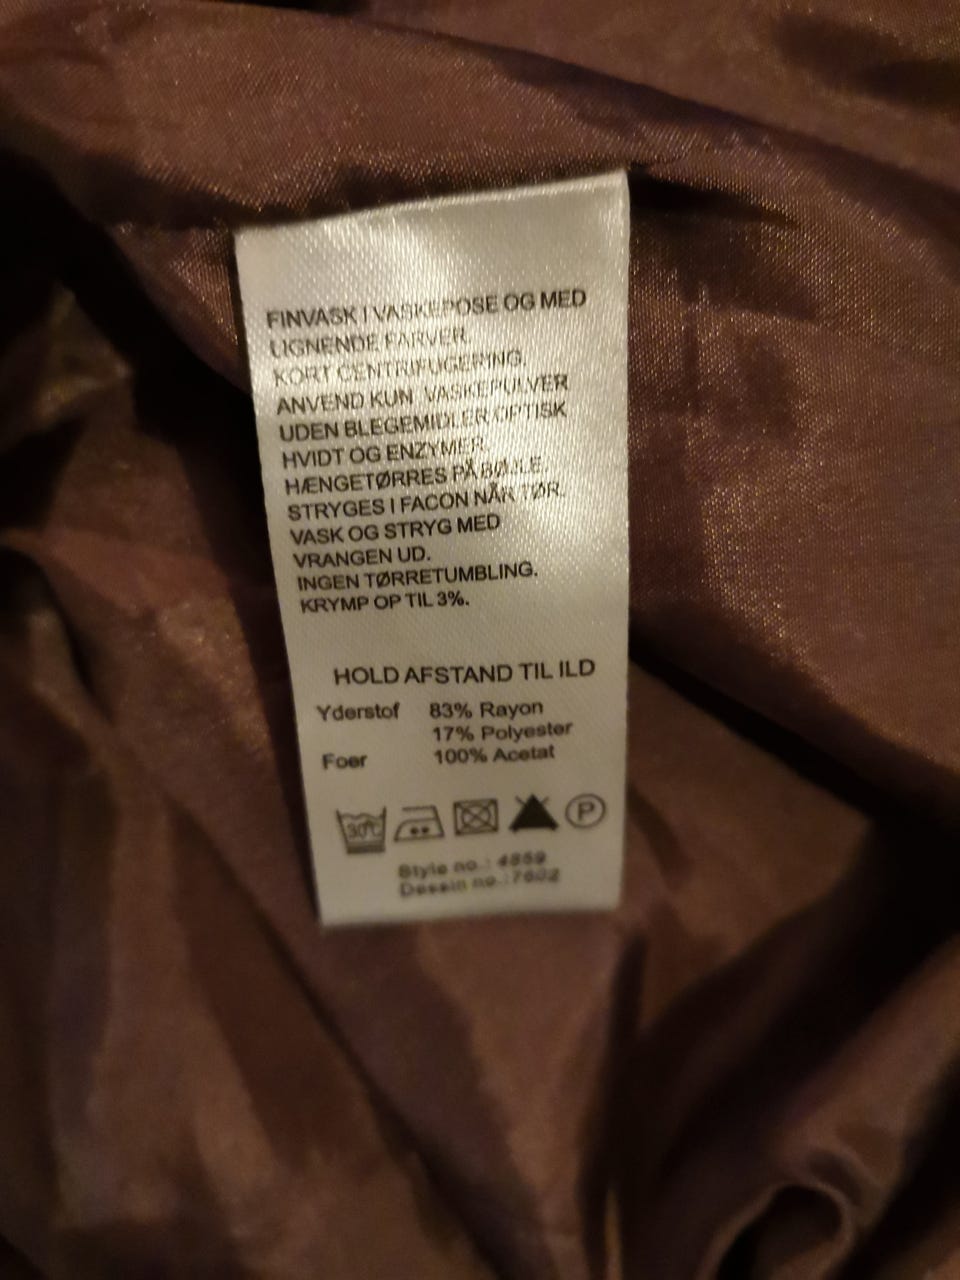 FINVASK I VASKEPOSE OG MED
LIGNENDE FARVER.
KORT CENTRIFUGERING.
ANVEND KUN VASKEPULVER
UDEN BLEGEMIDLER OPTISK
HVIDT OG ENZYMER.
HÆNGETØRRES PÅ BØJLE.
STRYGES I FACON NÅR TØR.
VASK OG STRYG MED
VRANGEN UD.
INGEN TØRRETUMBLING.
KRYMP OP TIL 3%.
HOLD AFSTAND TIL ILD
Yderstof 83% Rayon
17% Polyester
Foer 100% Acetat
30°C P
Style no.: 4859
Dessin no.:7602